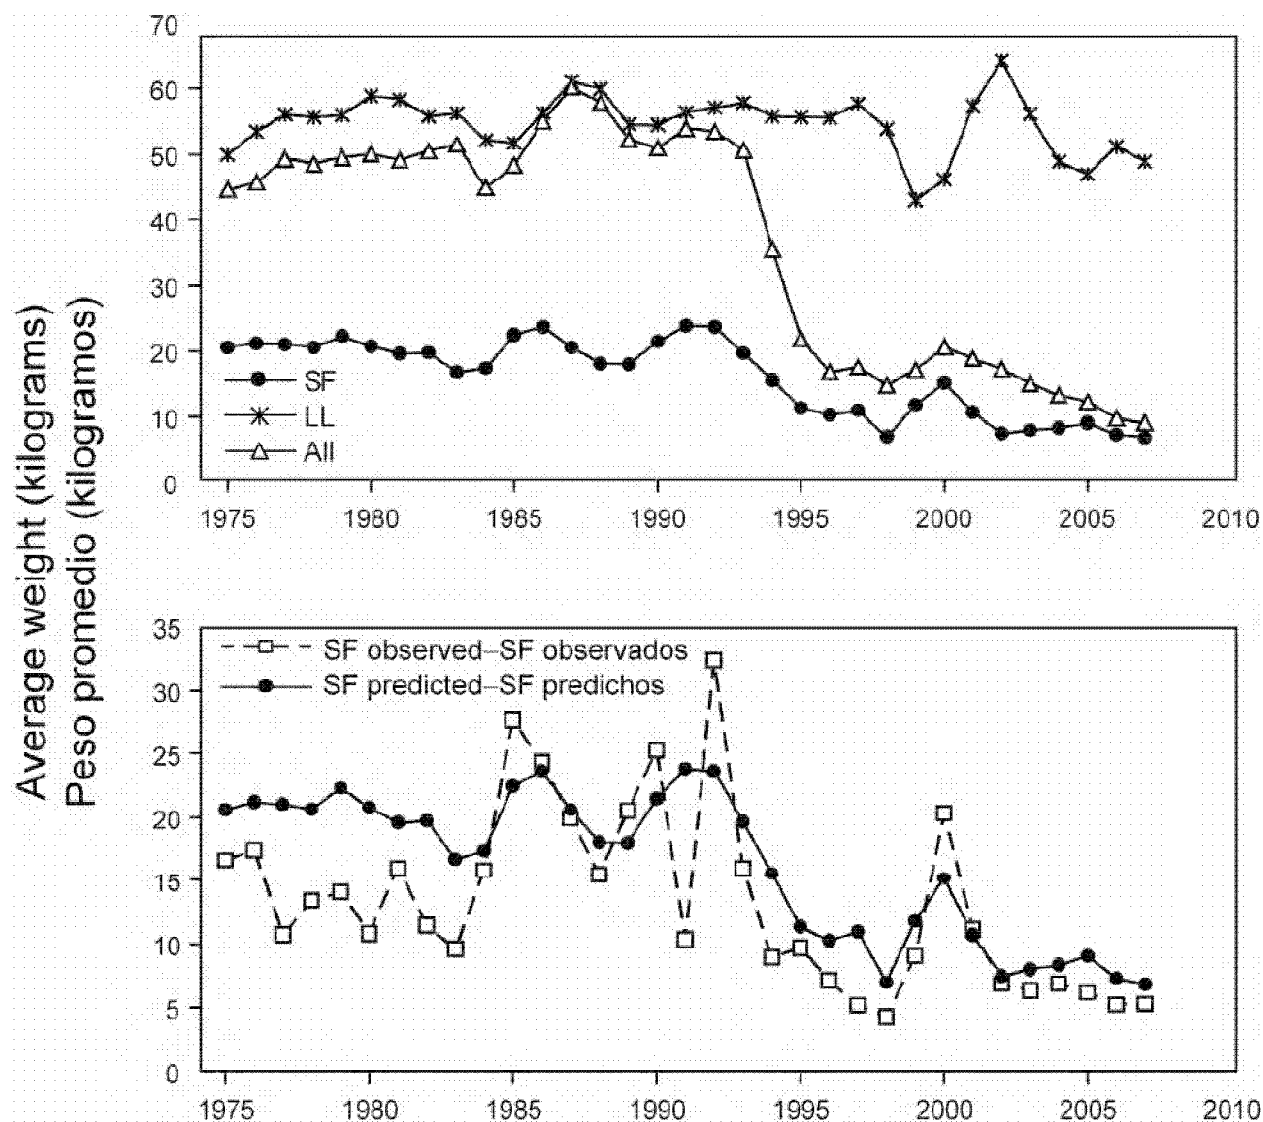 Average weight (kilograms)
Peso promedio (kilogramos)
70
60
50
40
30
20
10
0
SF
LL
All
1975 1980 1985 1990 1995 2000 2005 2010
35
30
25
20
15
10
5
0
SF observed–SF observados
SF predicted–SF predichos
1975 1980 1985 1990 1995 2000 2005 2010